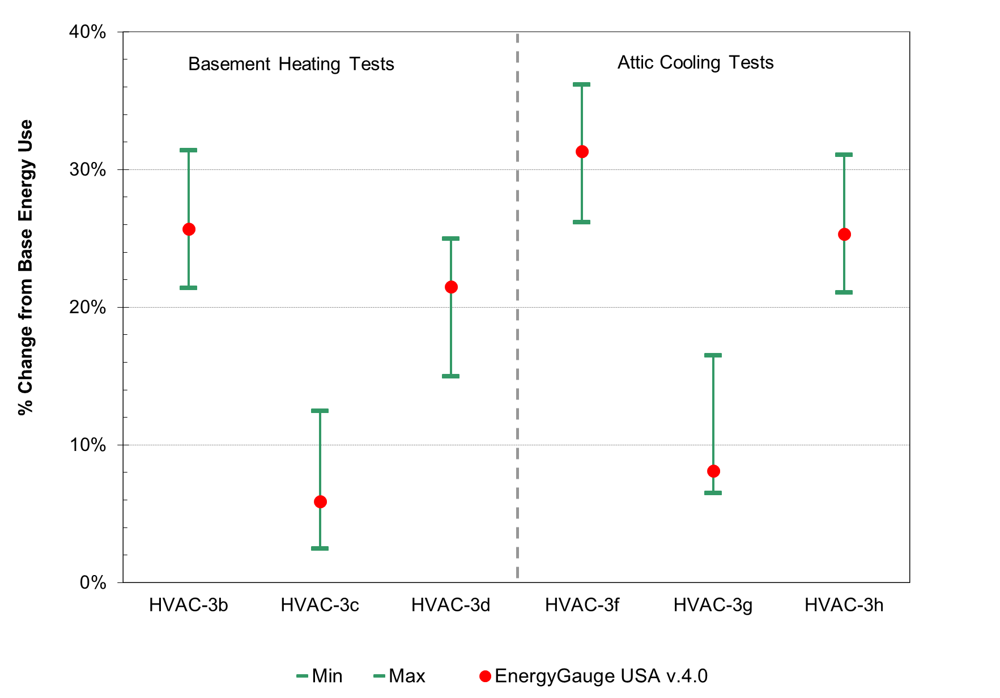 40%
Basement Heating Tests
Attic Cooling Tests
30%
20%
10%
0%
% Change from Base Energy Use
HVAC-3b HVAC-3c HVAC-3d HVAC-3f HVAC-3g HVAC-3h
Min Max EnergyGauge USA v.4.0